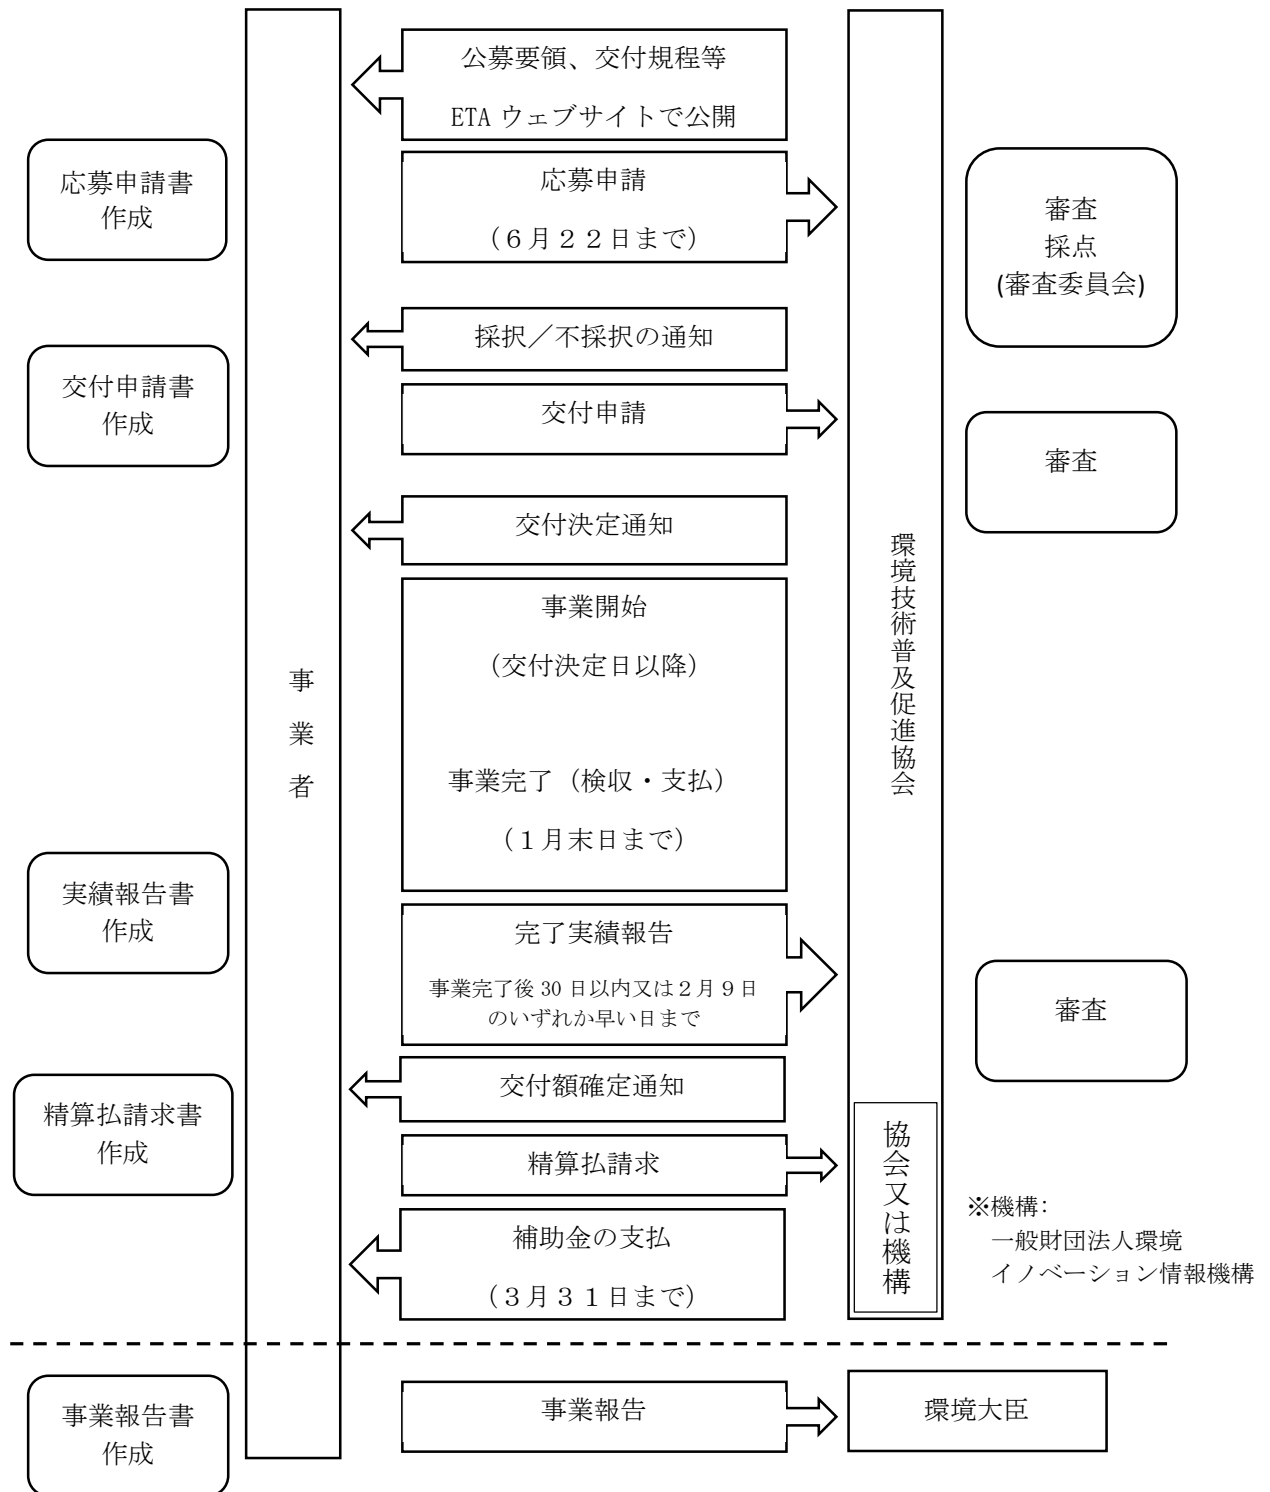 公募要領、交付規程等
ETA ウェブサイトで公開
応募申請書
作成
応募申請
（６月２２日まで）
審査
採点
(審査委員会)
採択／不採択の通知
交付申請書
作成
交付申請
審査
交付決定通知
事業開始
（交付決定日以降）
事業完了（検収・支払）
（１月末日まで）
事業者
環境技術普及促進協会
実績報告書
作成
完了実績報告
事業完了後 30 日以内又は２月９日
のいずれか早い日まで
審査
交付額確定通知
精算払請求書
作成
精算払請求
協会又は機構
※機構：
一般財団法人環境
イノベーション情報機構
補助金の支払
（３月３１日まで）
事業報告書
作成
事業報告
環境大臣